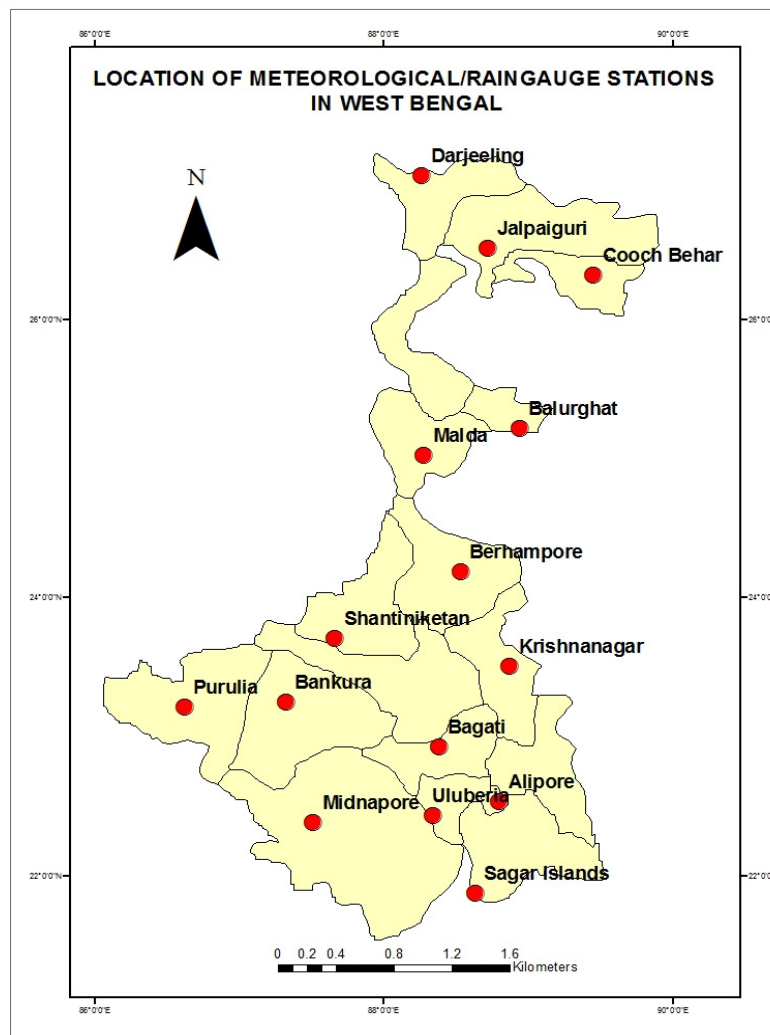 86°0'0"E 88°0'0"E 90°0'0"E
LOCATION OF METEOROLOGICAL/RAINGAUGE STATIONS
IN WEST BENGAL
Darjeeling
N
Jalpaiguri
Cooch Behar
26°0'0"N 26°0'0"N
Balurghat
Malda
Berhampore
24°0'0"N 24°0'0"N
Shantiniketan
Krishnanagar
Purulia
Bankura
Bagati
Alipore
Uluberia
Midnapore
Sagar Islands
22°0'0"N 22°0'0"N
0 0.2 0.4 0.8 1.2 1.6
Kilometers
86°0'0"E 88°0'0"E 90°0'0"E